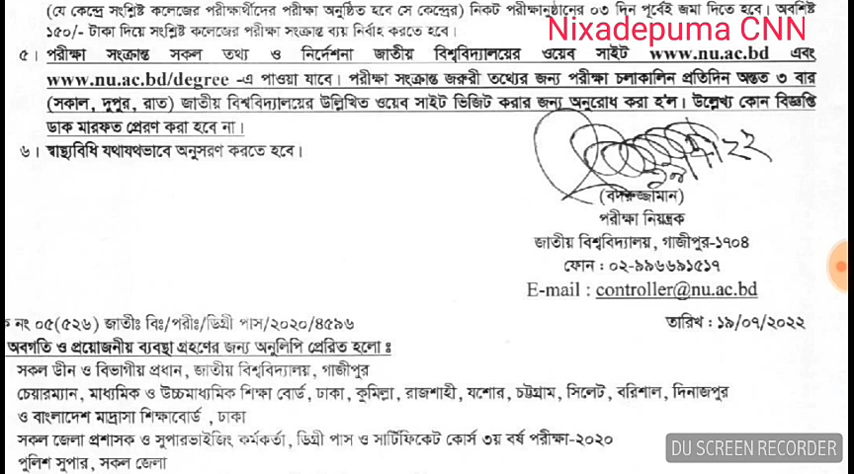 (যে কেন্দ্রে সংশ্লিষ্ট কলেজের পরীক্ষার্থীদের পরীক্ষা অনুষ্ঠিত হবে সে কেন্দ্রের) নিকট পরীক্ষানুষ্ঠানের ০৩ দিন পূর্বেই জমা দিতে হবে। অবশিষ্ট
১৫০/- টাকা দিয়ে সংশ্লিষ্ট কলেজের পরীক্ষা সংক্রান্ত ব্যয় নির্বাহ করতে হবে।
Nixadepuma CNN
৫। পরীক্ষা সংক্রান্ত সকল তথ্য ও নির্দেশনা জাতীয় বিশ্ববিদ্যালয়ের ওয়েব সাইট www.nu.ac.bd এবং
www.nu.ac.bd/degree -এ পাওয়া যাবে। পরীক্ষা সংক্রান্ত জরুরী তথ্যের জন্য পরীক্ষা চলাকালিন প্রতিদিন অন্তত ৩ বার
(সকাল, দুপুর, রাত) জাতীয় বিশ্ববিদ্যালয়ের উল্লিখিত ওয়েব সাইট ভিজিট করার জন্য অনুরোধ করা হ'ল। উল্লেখ্য কোন বিজ্ঞপ্তি
ডাক মারফত প্রেরণ করা হবে না।
৬। স্বাস্থ্যবিধি যথাযথভাবে অনুসরণ করতে হবে।
(বদরুজ্জামান)
পরীক্ষা নিয়ন্ত্রক
জাতীয় বিশ্ববিদ্যালয়, গাজীপুর-১৭০৪
ফোন : ০২-৯৯৬৬৯১৫১৭
E-mail : controller@nu.ac.bd
ক নং ০৫(৫২৬) জাতীঃ বিঃ/পরীঃ/ডিগ্রী পাস/২০২০/৪৫৯৬
তারিখ : ১৯/০৭/২০২২
অবগতি ও প্রয়োজনীয় ব্যবস্থা গ্রহণের জন্য অনুলিপি প্রেরিত হলো ঃ
সকল ডীন ও বিভাগীয় প্রধান, জাতীয় বিশ্ববিদ্যালয়, গাজীপুর
চেয়ারম্যান, মাধ্যমিক ও উচ্চমাধ্যমিক শিক্ষা বোর্ড, ঢাকা, কুমিল্লা, রাজশাহী, যশোর, চট্টগ্রাম, সিলেট, বরিশাল, দিনাজপুর
ও বাংলাদেশ মাদ্রাসা শিক্ষাবোর্ড , ঢাকা
সকল জেলা প্রশাসক ও সুপারভাইজিং কর্মকর্তা, ডিগ্রী পাস ও সার্টিফিকেট কোর্স ৩য় বর্ষ পরীক্ষা-২০২০
পুলিশ সুপার, সকল জেলা
DU SCREEN RECORDER